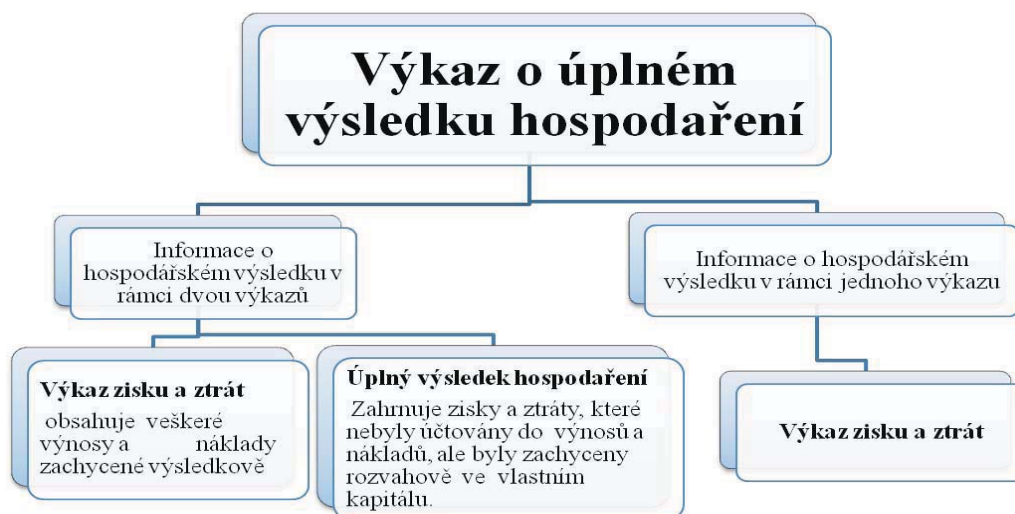 Výkaz o úplném
výsledku hospodaření
Informace o
hospodářském výsledku v
rámci dvou výkazů
Informace o hospodářském
výsledku v rámci jednoho výkazu
Výkaz zisku a ztrát
obsahuje veškeré
výnosy a náklady
zachycené výsledkově
Úplný výsledek hospodaření
Zahrnuje zisky a ztráty, které
nebyly účtovány do výnosů a
nákladů, ale byly zachyceny
rozvahově ve vlastním
kapitálu.
Výkaz zisku a ztrát